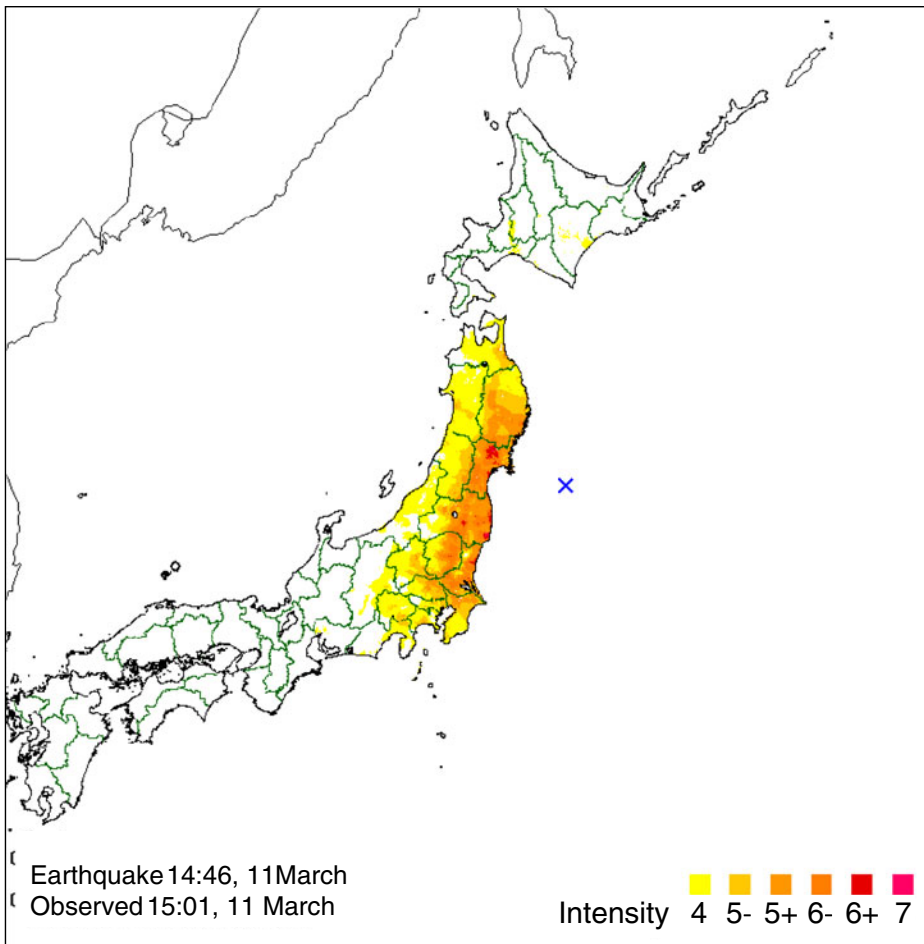 Earthquake 14:46, 11March
Observed 15:01, 11 March
Intensity 4 5- 5+ 6- 6+ 7